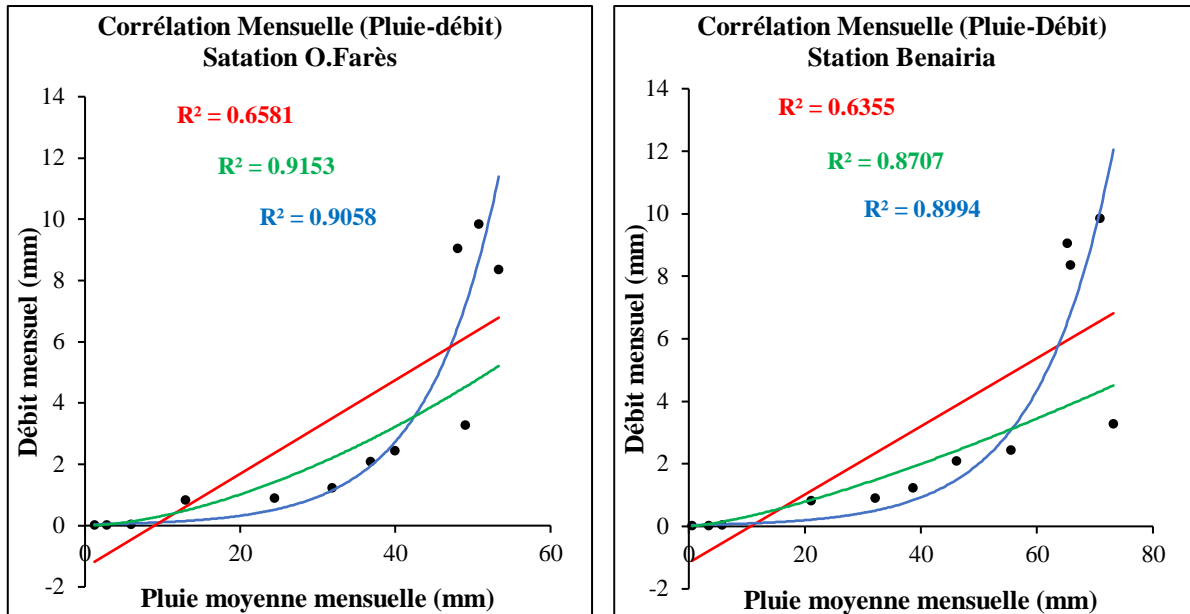 Corrélation Mensuelle (Pluie-débit)
Satation O.Farès
R² = 0.6581
R² = 0.9153
R² = 0.9058
14
12
10
8
6
4
2
0
-2
0
20
40
60
Débit mensuel (mm)
Pluie moyenne mensuelle (mm)
Corrélation Mensuelle (Pluie-Débit)
Station Benairia
R² = 0.6355
R² = 0.8707
R² = 0.8994
14
12
10
8
6
4
2
0
-2
0
20
40
60
80
Débit mensuel (mm)
Pluie moyenne mensuelle (mm)